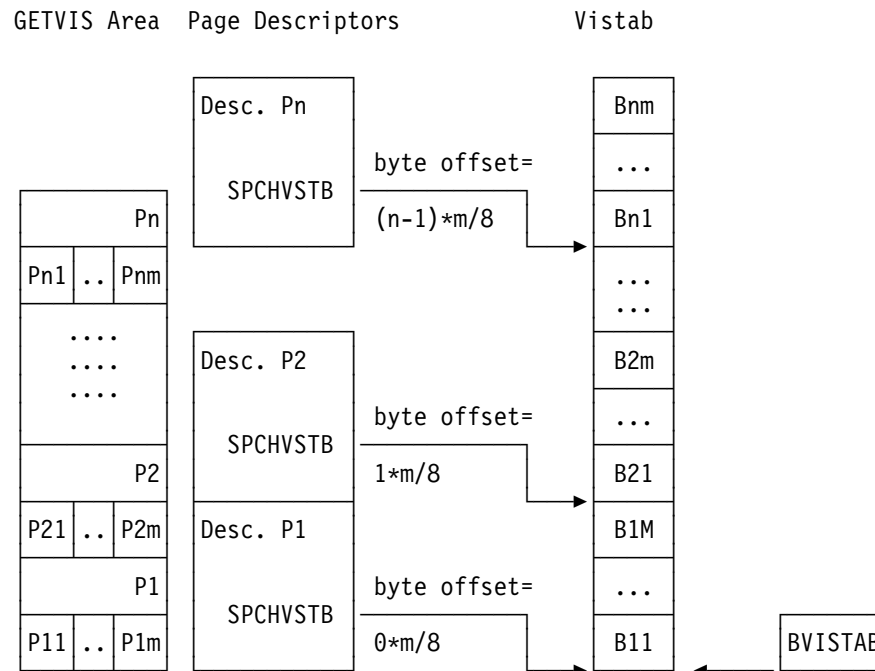 GETVIS Area Page Descriptors Vistab
Desc. Pn Bnm
byte offset= ...
SPCHVSTB
Pn (n-1)*m/8 Bn1
Pn1 .. Pnm ...
...
....
.... Desc. P2 B2m
....
byte offset= ...
SPCHVSTB
P2 1*m/8 B21
P21 .. P2m Desc. P1 B1M
P1 byte offset= ...
SPCHVSTB
P11 .. P1m 0*m/8 B11 BVISTAB